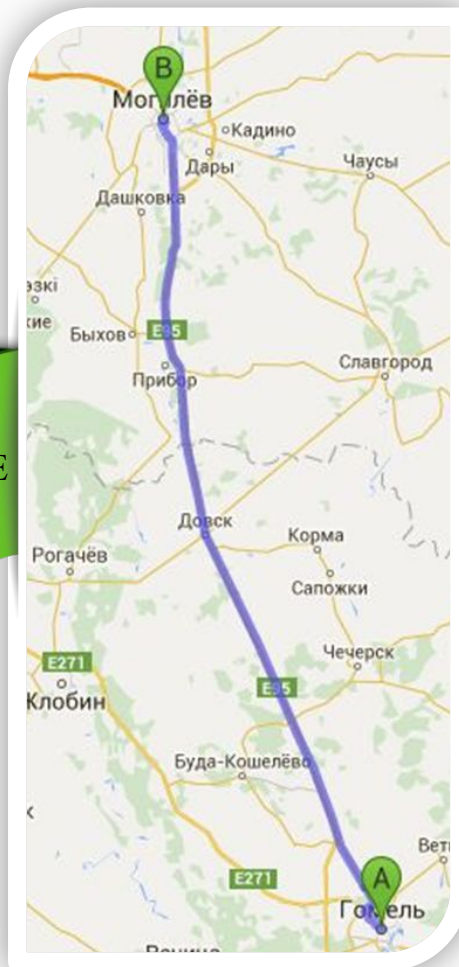 B
Могилёв
Кадино
Дары
Чаусы
Дашковка
Быхов
E95
Славгород
Прибор
E
Довск
Корма
Рогачёв
Сапожки
E271
Чечерск
Жлобин
E95
Буда-Кошелёво
E271
A
Гомель